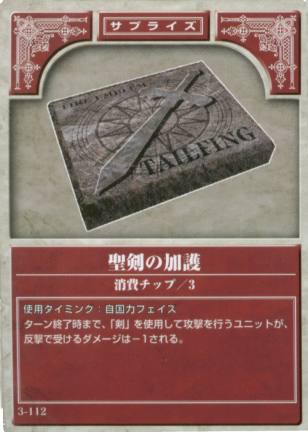 サプライズ
FIRE EMBLEM
TAILFING
聖剣の加護
消費チップ／3
使用タイミング：自国力フェイズ
ターン終了時まで、「剣」を使用して攻撃を行うユニットが、
反撃で受けるダメージは－1される。
3-112